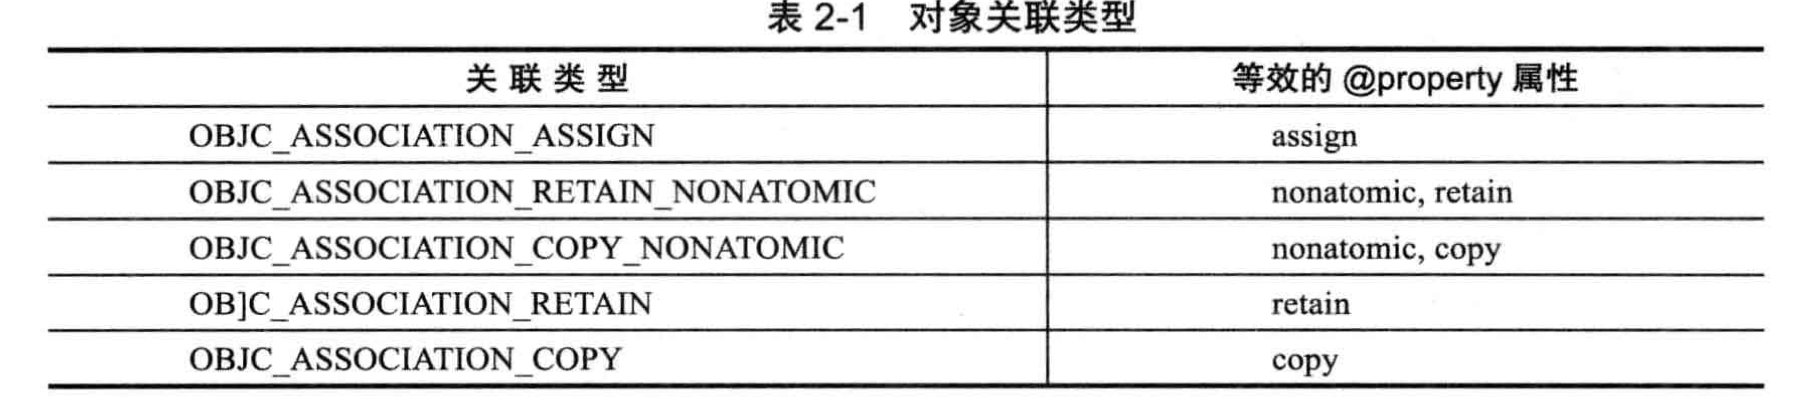 表 2-1 对象关联类型
关联类型 等效的 @property 属性
OBJC_ASSOCIATION_ASSIGN assign
OBJC_ASSOCIATION_RETAIN_NONATOMIC nonatomic, retain
OBJC_ASSOCIATION_COPY_NONATOMIC nonatomic, copy
OB]C_ASSOCIATION_RETAIN retain
OBJC_ASSOCIATION_COPY copy